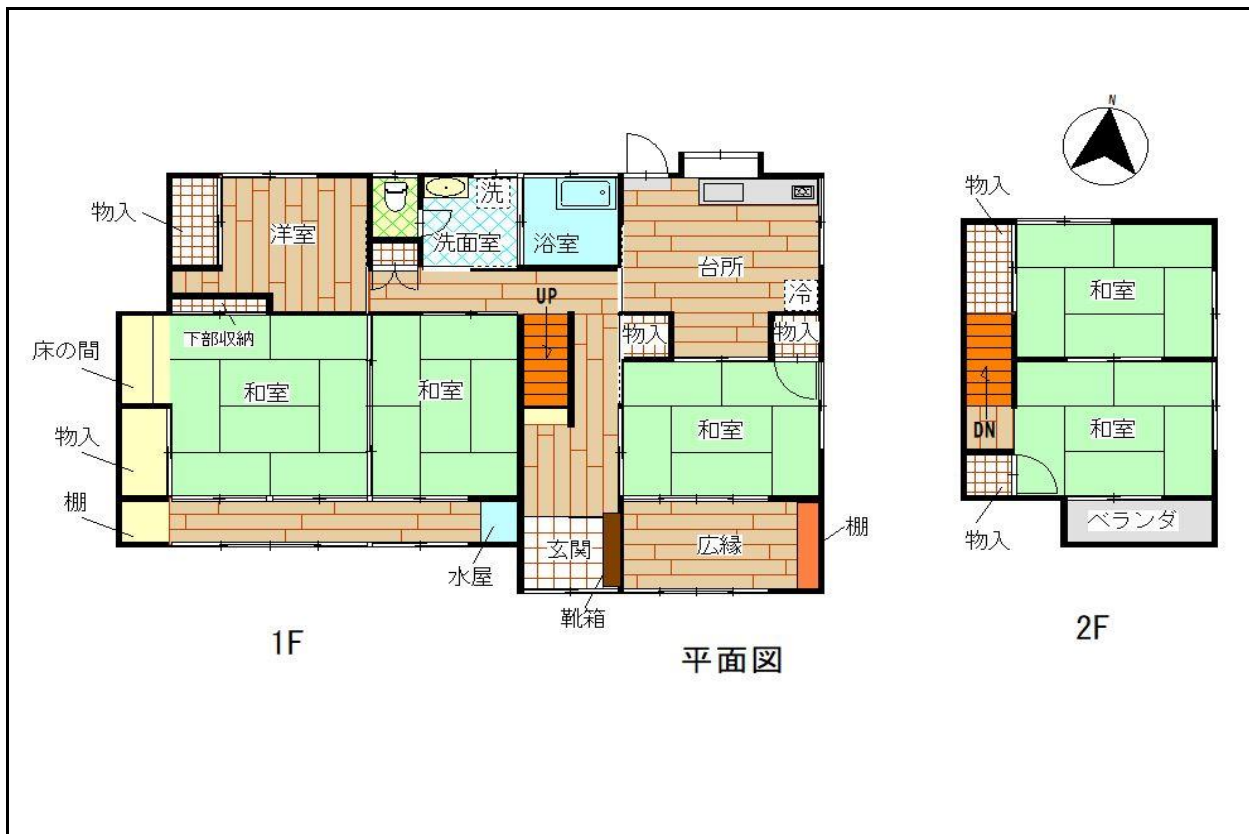 N
物入
洋室
洗
洗面室
浴室
台所
冷
UP
物入
物入
下部収納
床の間
和室
和室
和室
物入
棚
水屋
玄関
靴箱
広縁
棚
1F
平面図
物入
和室
和室
DN
物入
ベランダ
2F